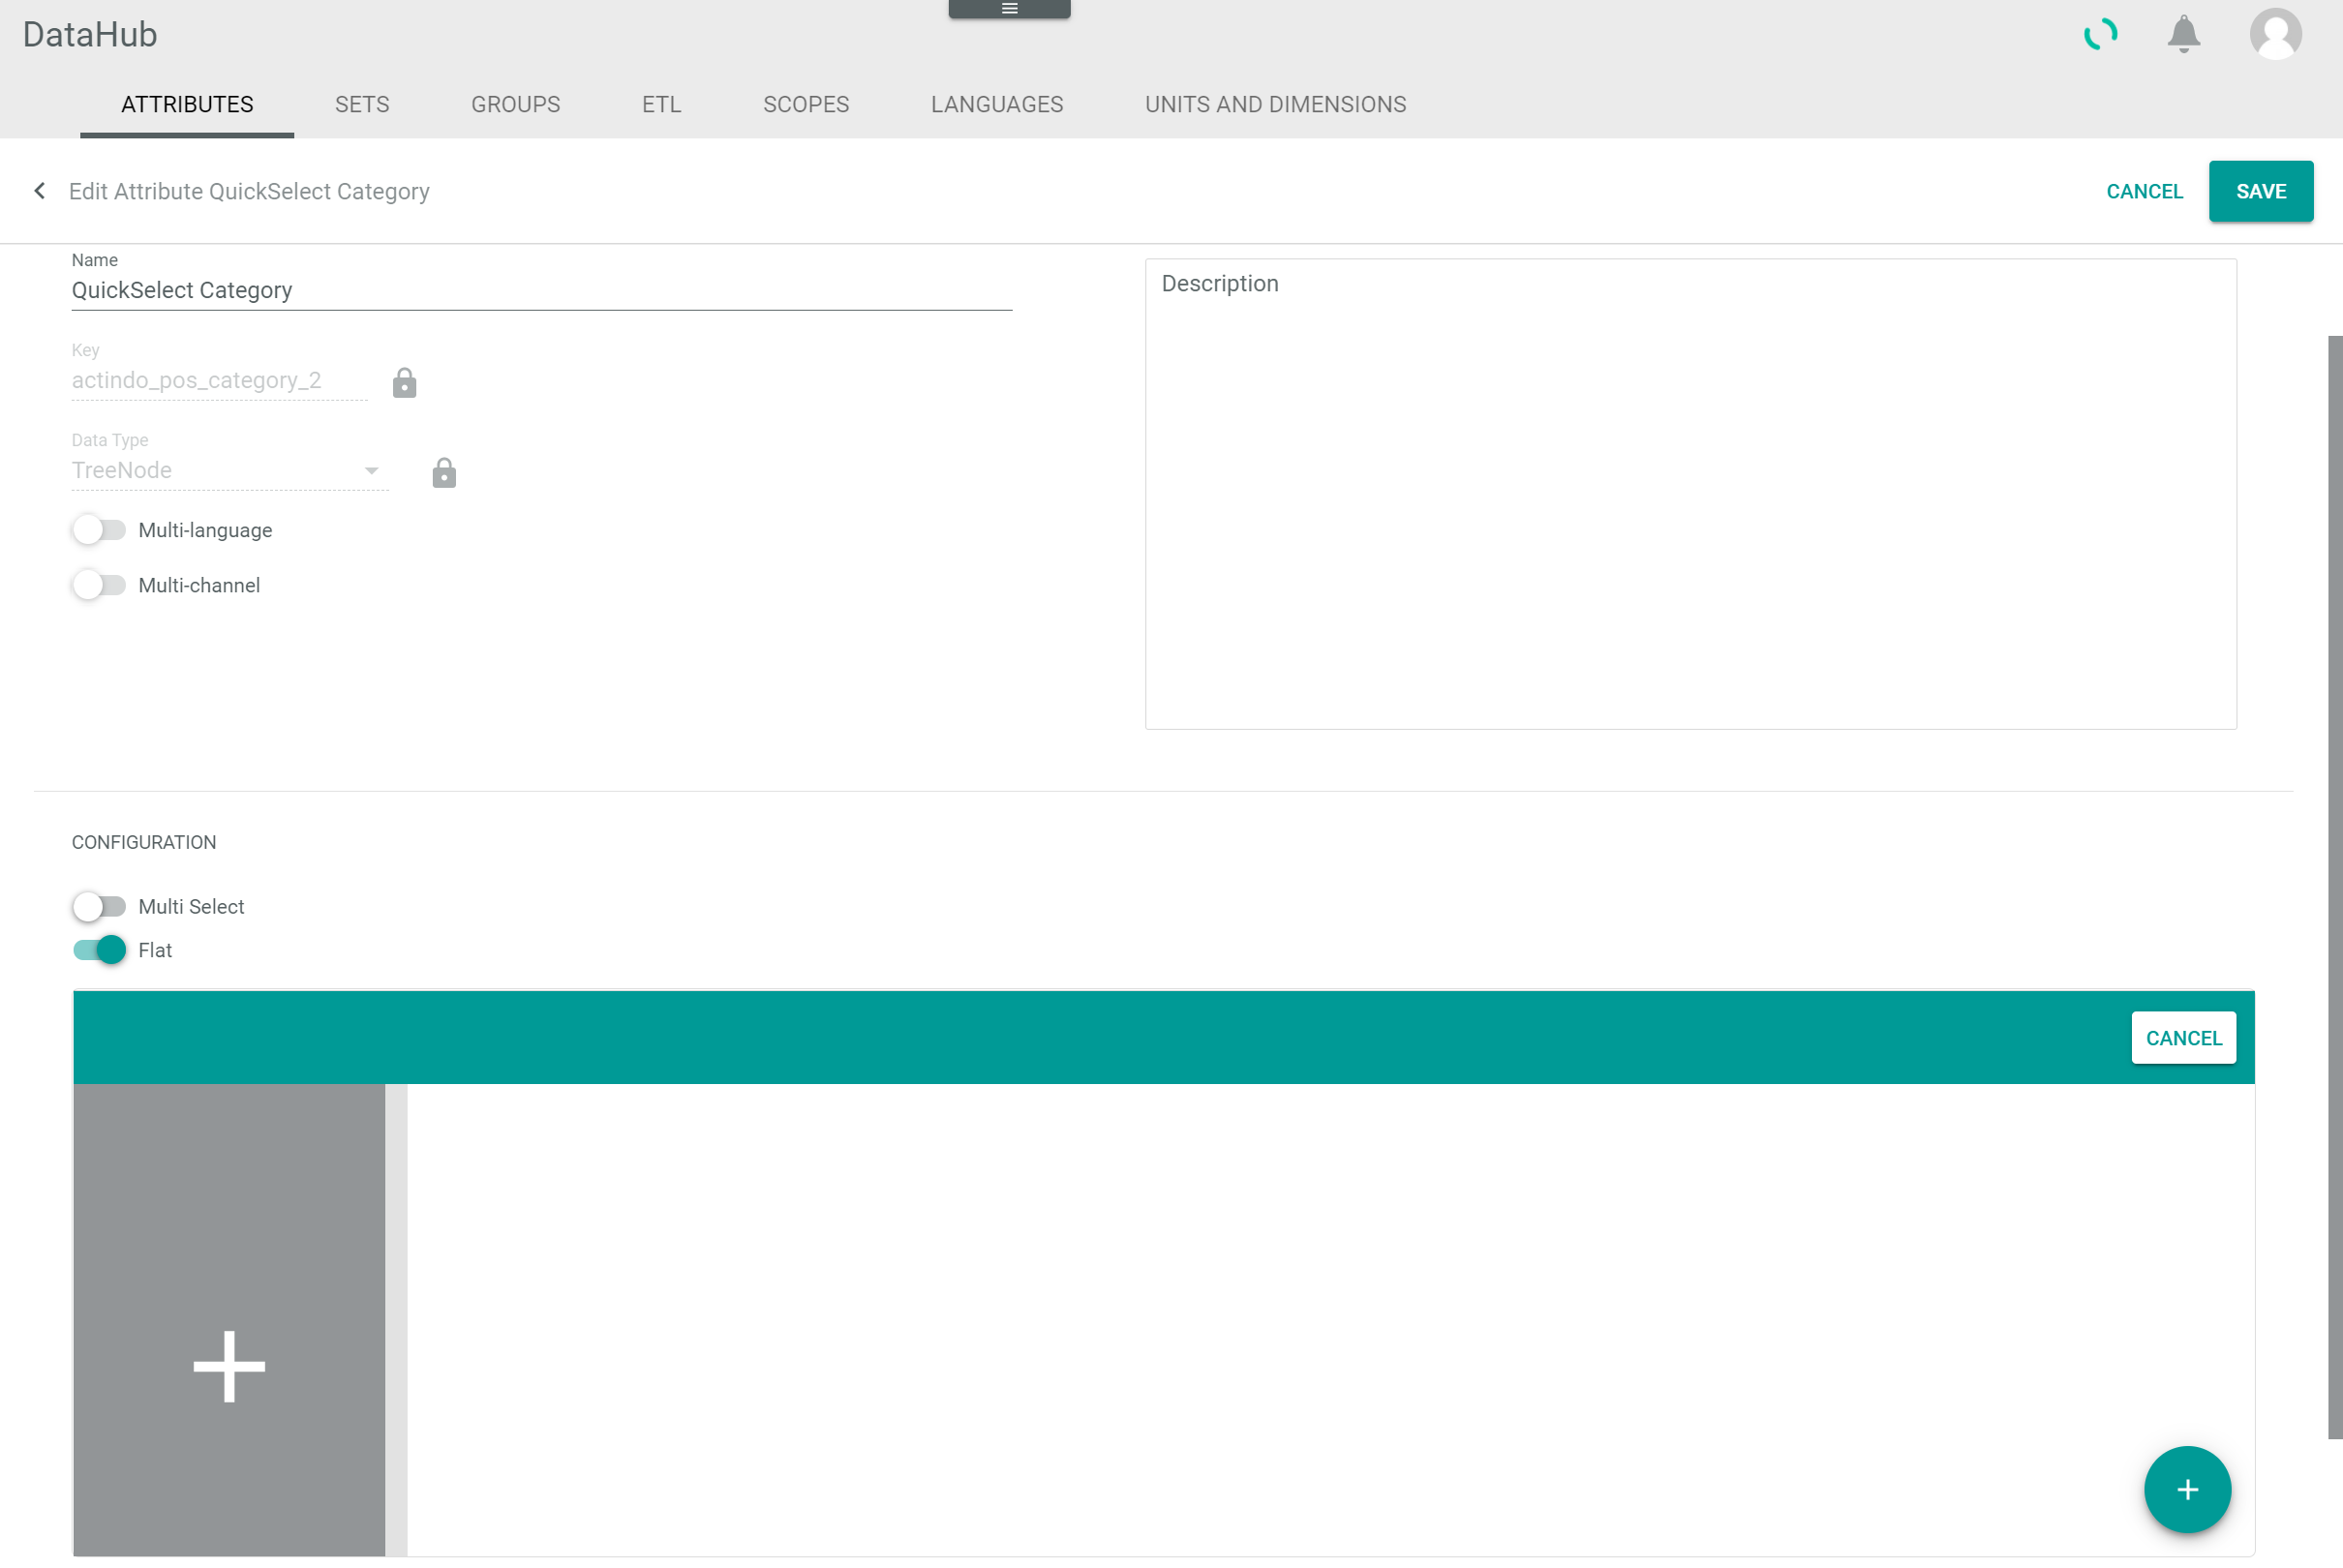 DataHub
ATTRIBUTES SETS GROUPS ETL SCOPES LANGUAGES UNITS AND DIMENSIONS
Edit Attribute QuickSelect Category CANCEL SAVE
Name
QuickSelect Category
Description
Key
actindo_pos_category_2
Data Type
TreeNode
Multi-language
Multi-channel
CONFIGURATION
Multi Select
Flat
CANCEL